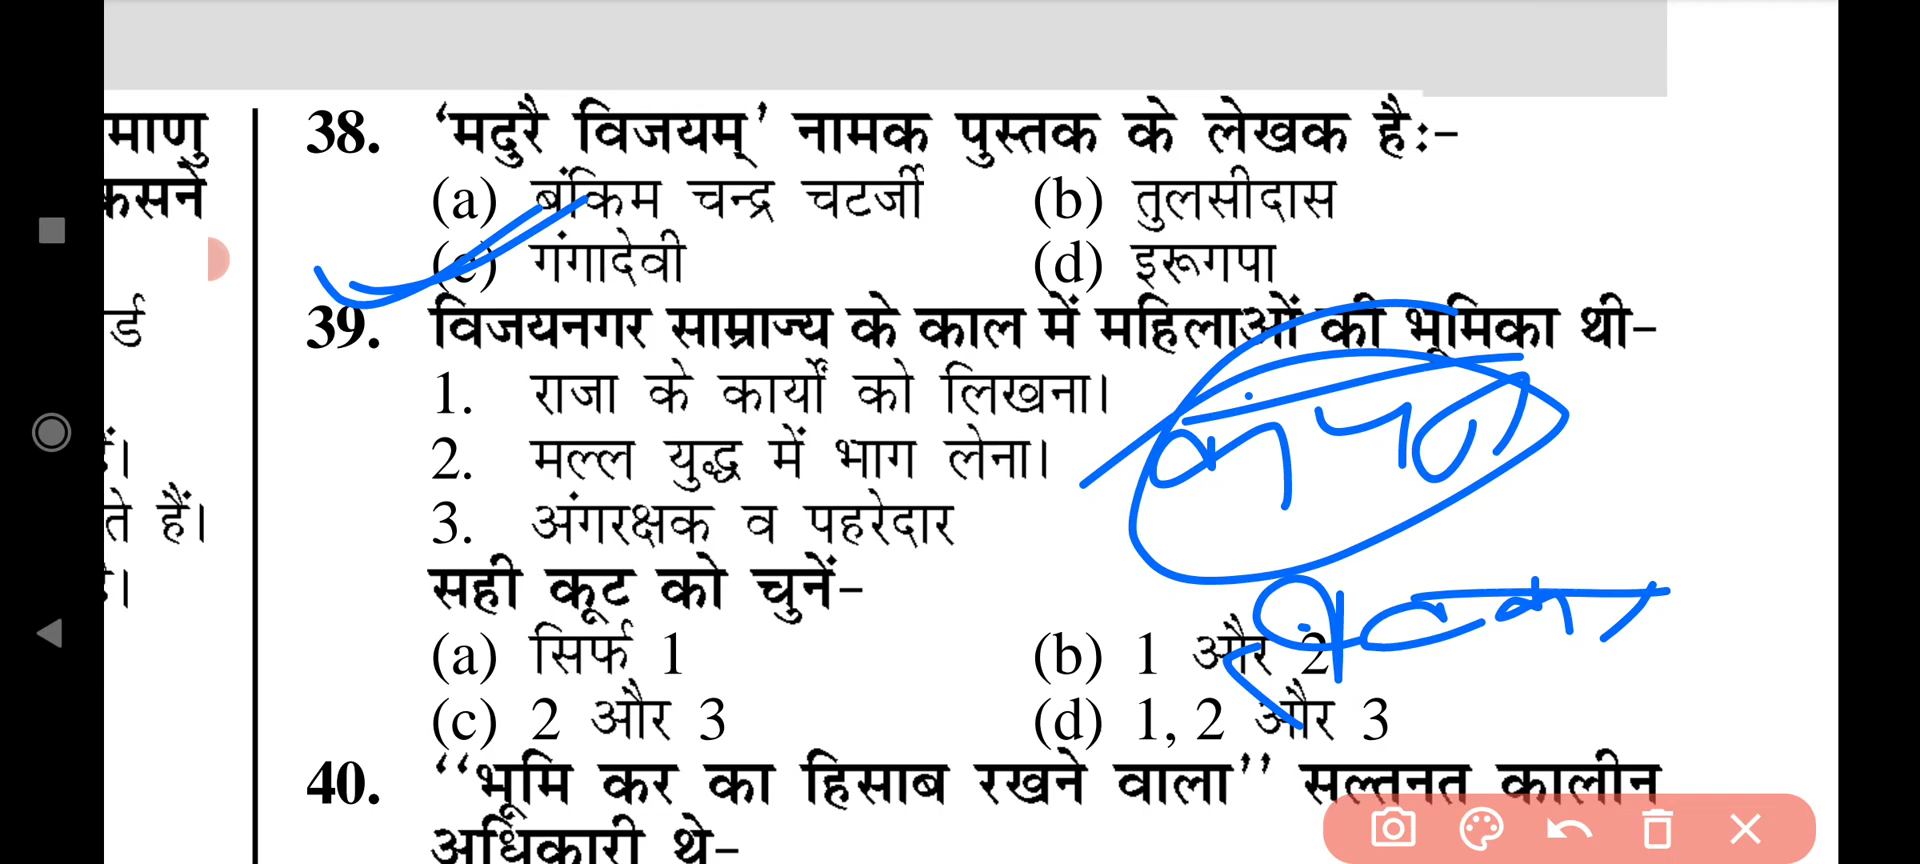 माणु
कसने
र्ड
हैं।
ते हैं।
है।
38. ‘मदुरै विजयम्’ नामक पुस्तक के लेखक है:-
(a) बंकिम चन्द्र चटर्जी (b) तुलसीदास
(c) गंगादेवी (d) इरूगपा
39. विजयनगर साम्राज्य के काल में महिलाओं की भूमिका थी-
1. राजा के कार्यों को लिखना।
2. मल्ल युद्ध में भाग लेना।
3. अंगरक्षक व पहरेदार
सही कूट को चुनें-
(a) सिर्फ 1 (b) 1 और 2
(c) 2 और 3 (d) 1, 2 और 3
40. ‘‘भूमि कर का हिसाब रखने वाला’’ सल्तनत कालीन
अधिकारी थे-